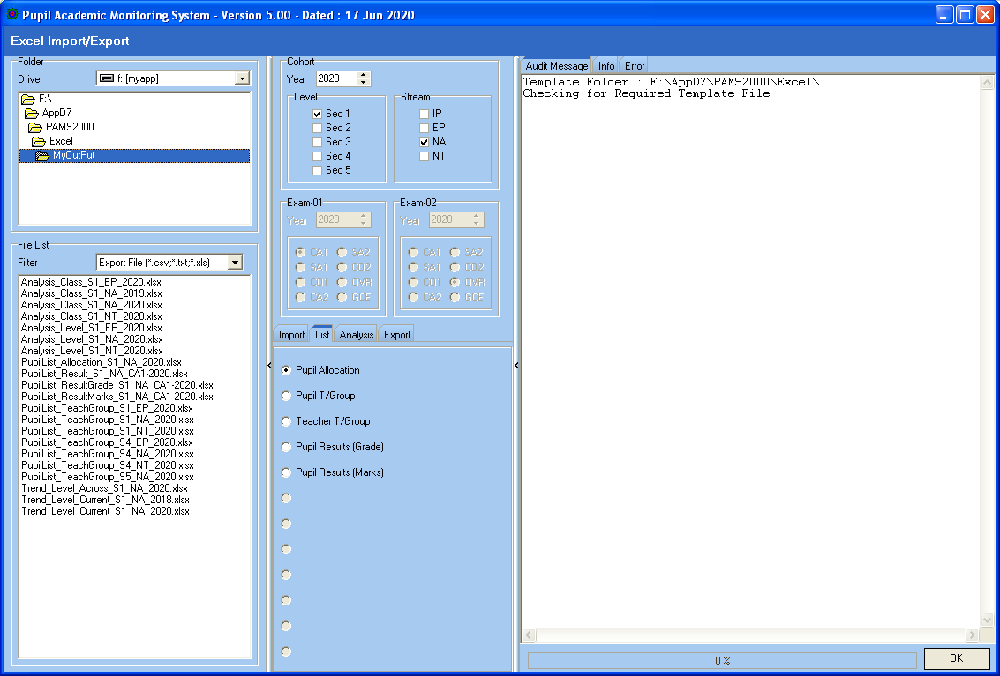 Pupil Academic Monitoring System - Version 5.00 - Dated : 17 Jun 2020
Excel Import/Export
Folder
Drive
f: [myapp]
F:\
AppD7
PAMS2000
Excel
MyOutPut
File List
Filter
Export File (*.csv;*.txt;*.xls)
Analysis_Class_S1_EP_2020.xlsx
Analysis_Class_S1_NA_2019.xlsx
Analysis_Class_S1_NA_2020.xlsx
Analysis_Class_S1_NT_2020.xlsx
Analysis_Level_S1_EP_2020.xlsx
Analysis_Level_S1_NA_2020.xlsx
Analysis_Level_S1_NT_2020.xlsx
PupilList_Allocation_S1_NA_2020.xlsx
PupilList_Result_S1_NA_CA1-2020.xlsx
PupilList_ResultGrade_S1_NA_CA1-2020.xlsx
PupilList_ResultMarks_S1_NA_CA1-2020.xlsx
PupilList_TeachGroup_S1_EP_2020.xlsx
PupilList_TeachGroup_S1_NA_2020.xlsx
PupilList_TeachGroup_S1_NT_2020.xlsx
PupilList_TeachGroup_S4_EP_2020.xlsx
PupilList_TeachGroup_S4_NA_2020.xlsx
PupilList_TeachGroup_S4_NT_2020.xlsx
PupilList_TeachGroup_S5_NA_2020.xlsx
Trend_Level_Across_S1_NA_2020.xlsx
Trend_Level_Current_S1_NA_2018.xlsx
Trend_Level_Current_S1_NA_2020.xlsx
Cohort
Year 2020
Level
Sec 1
Sec 2
Sec 3
Sec 4
Sec 5
Stream
IP
EP
NA
NT
Exam-01
Year 2020
CA1 SA2
SA1 CO2
CO1 OVR
CA2 GCE
Exam-02
Year 2020
CA1 SA2
SA1 CO2
CO1 OVR
CA2 GCE
Import List Analysis Export
Pupil Allocation
Pupil T/Group
Teacher T/Group
Pupil Results (Grade)
Pupil Results (Marks)
Audit Message Info Error
Template Folder : F:\AppD7\PAMS2000\Excel\
Checking for Required Template File
0 %
OK